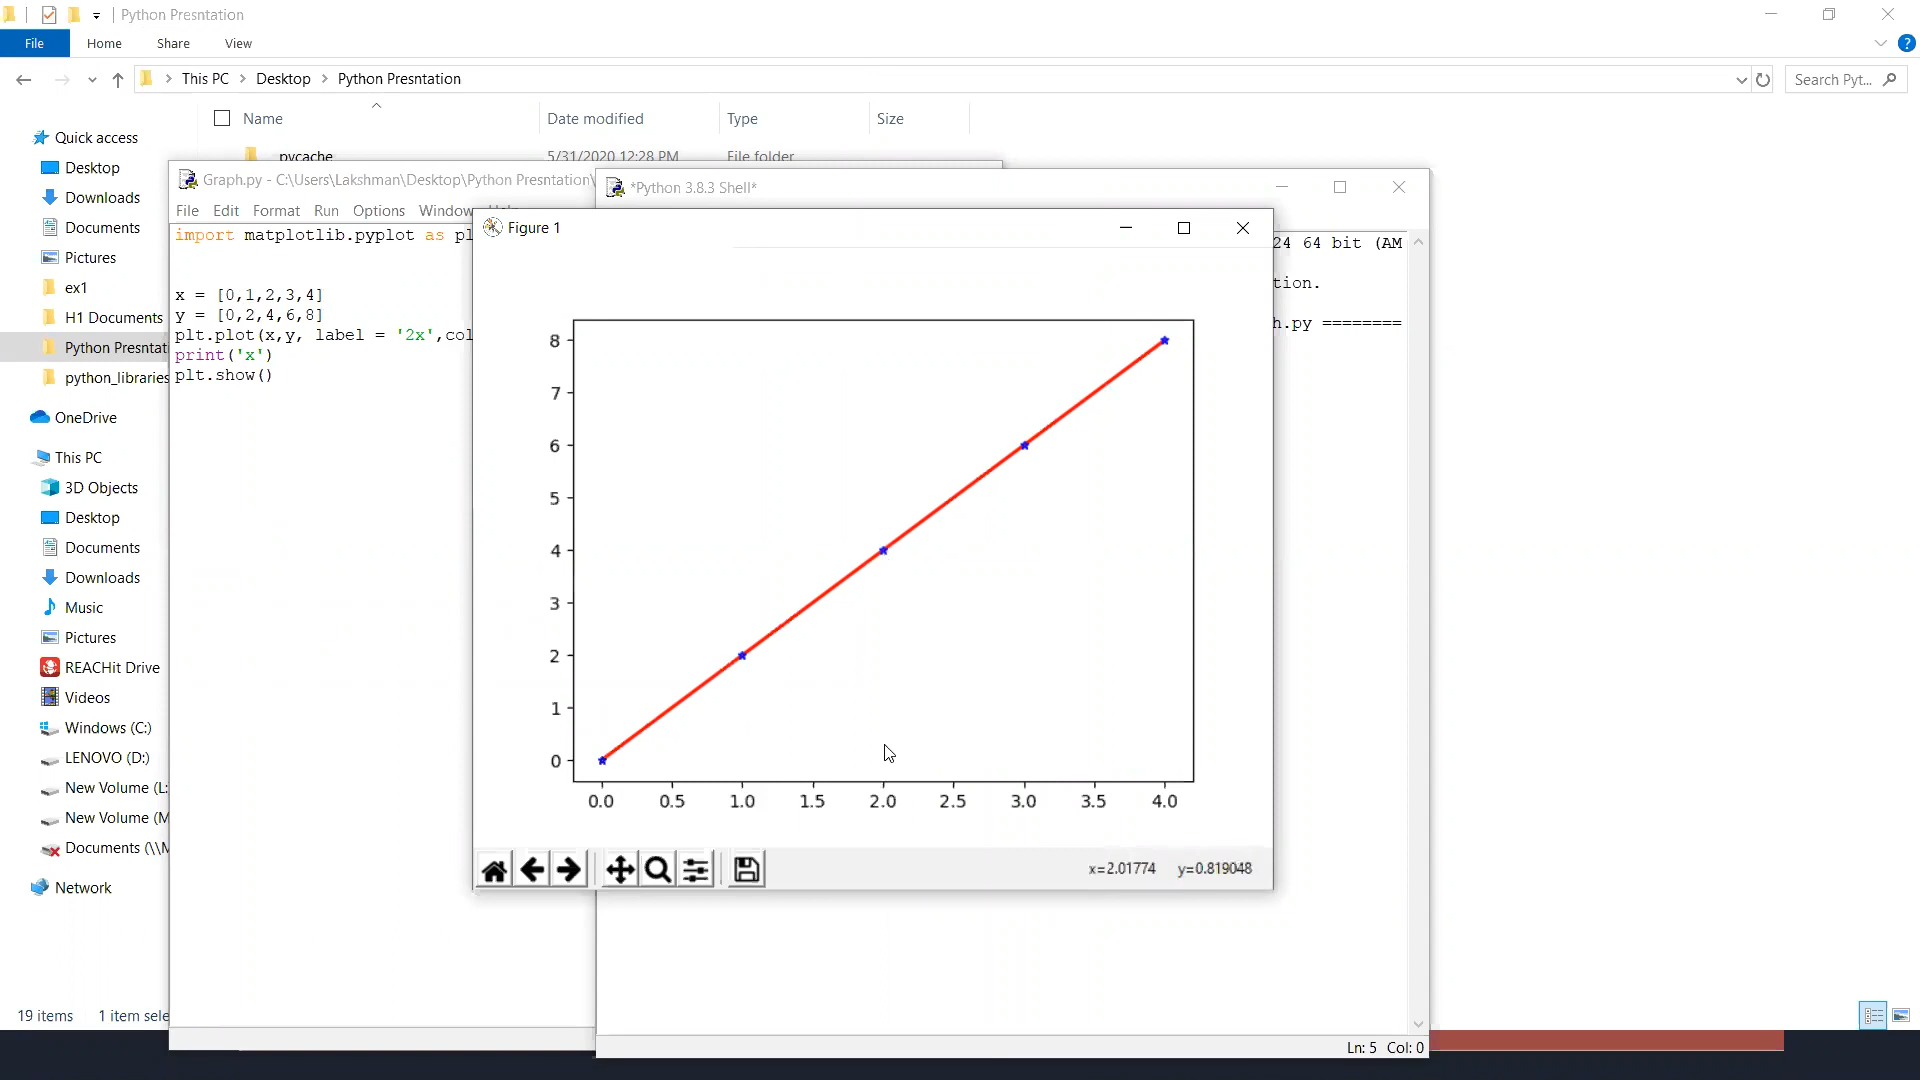 Python Presntation
File Home Share View
This PC Desktop Python Presntation
Search Pyt...
Name Date modified Type Size
pycache 5/31/2020 12:28 PM File folder
Quick access
Desktop
Downloads
Documents
Pictures
ex1
H1 Documents
Python Presntati
python_libraries
OneDrive
This PC
3D Objects
Desktop
Documents
Downloads
Music
Pictures
REACHit Drive
Videos
Windows (C:)
LENOVO (D:)
New Volume (L:
New Volume (M
Documents (\\M
Network
19 items 1 item sele
Graph.py - C:\Users\Lakshman\Desktop\Python Presntation\
File Edit Format Run Options Window Help
import matplotlib.pyplot as pl
x = [0,1,2,3,4]
y = [0,2,4,6,8]
plt.plot(x,y, label = '2x',col
print('x')
plt.show()
*Python 3.8.3 Shell*
24 64 bit (AM
tion.
h.py ========
Ln: 5 Col: 0
Figure 1
8
7
6
5
4
3
2
1
0
0.0 0.5 1.0 1.5 2.0 2.5 3.0 3.5 4.0
x=2.01774 y=0.819048